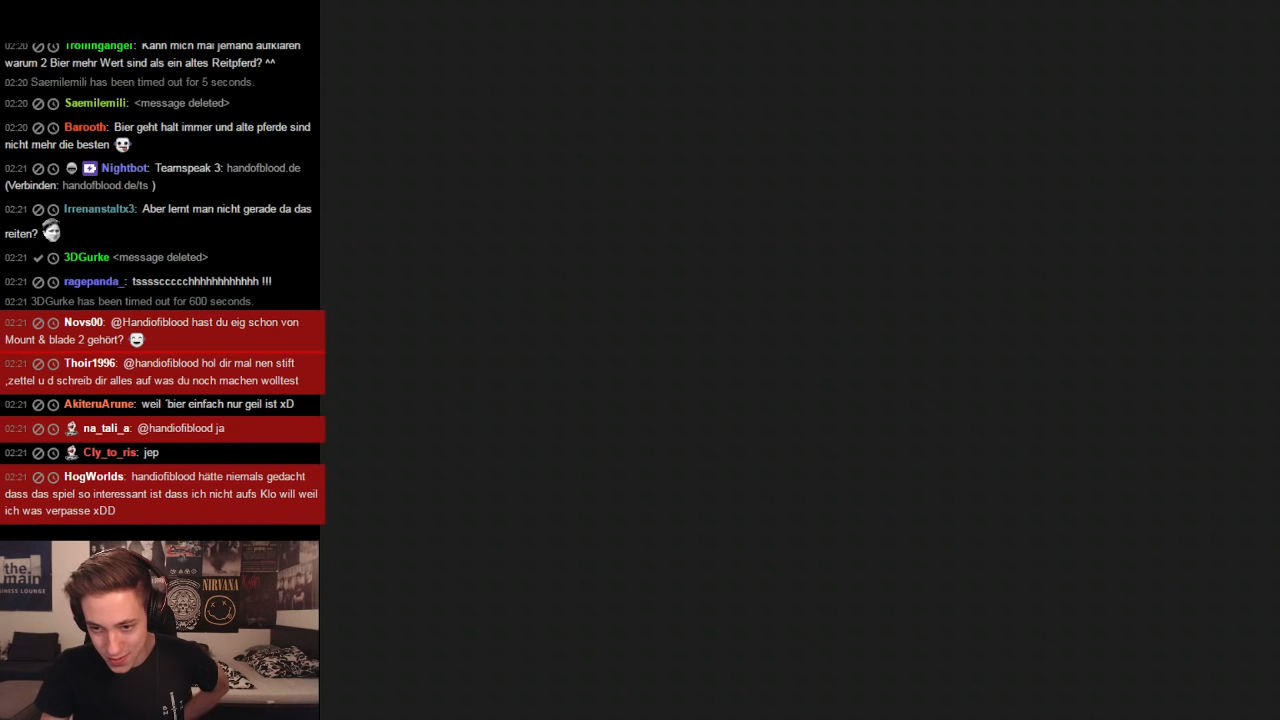 02:20 Trollinganger: Kann mich mal jemand aufklären
warum 2 Bier mehr Wert sind als ein altes Reitpferd? ^^
02:20 Saemilemili has been timed out for 5 seconds.
02:20 Saemilemili: <message deleted>
02:20 Barooth: Bier geht halt immer und alte pferde sind
nicht mehr die besten
02:21 Nightbot: Teamspeak 3: handofblood.de
(Verbinden: handofblood.de/ts )
02:21 Irrenanstaltx3: Aber lernt man nicht gerade da das
reiten?
02:21 3DGurke <message deleted>
02:21 ragepanda_: tsssscccchhhhhhhhhhh !!!
02:21 3DGurke has been timed out for 600 seconds.
02:21 Novs00: @Handiofiblood hast du eig schon von
Mount & blade 2 gehört?
02:21 Thoir1996: @handiofiblood hol dir mal nen stift
,zettel u d schreib dir alles auf was du noch machen wolltest
02:21 AkiteruArune: weil ´bier einfach nur geil ist xD
02:21 na_tali_a: @handiofiblood ja
02:21 Cly_to_ris: jep
02:21 HogWorlds: handiofiblood hätte niemals gedacht
dass das spiel so interessant ist dass ich nicht aufs Klo will weil
ich was verpasse xDD
the.
main
NESS LOUNGE
NIRVANA